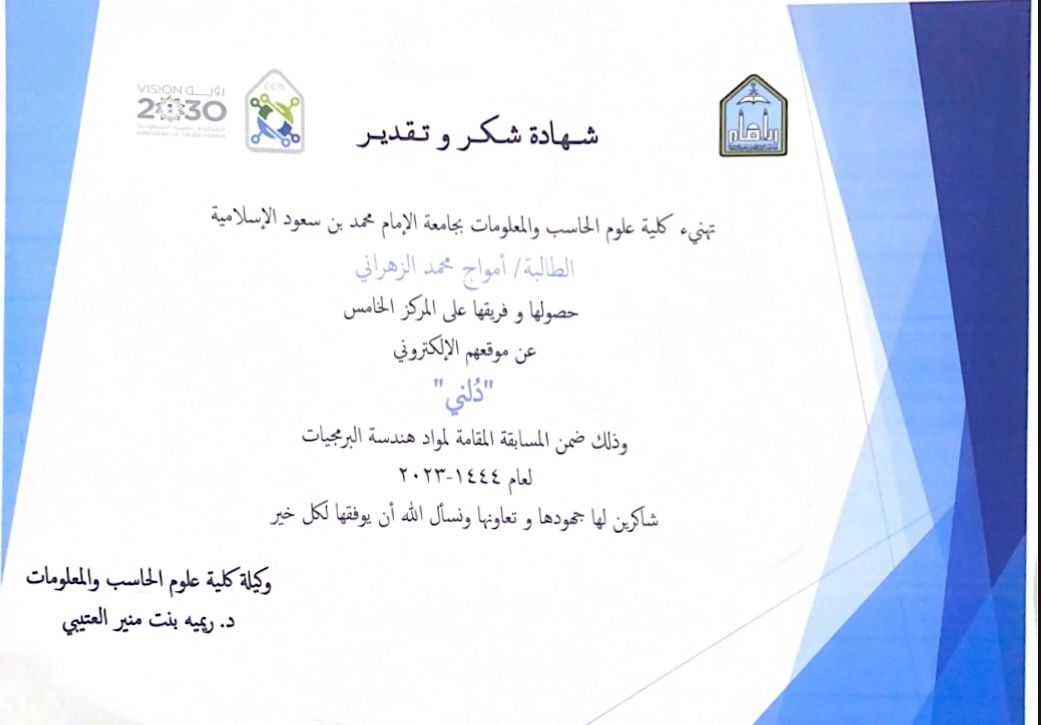 VISION رؤية
2030
المملكة العربية السعودية
KINGDOM OF SAUDI ARABIA
CCIS
شهادة شكر و تقدير
تهنيء كلية علوم الحاسب والمعلومات بجامعة الإمام محمد بن سعود الإسلامية
الطالبة/ أمواج محمد الزهراني
حصولها و فريقها على المركز الخامس
عن موقعهم الإلكتروني
"دُلني"
وذلك ضمن المسابقة المقامة لمواد هندسة البرمجيات
لعام ١٤٤٤-٢٠٢٣
شاكرين لها جهودها و تعاونها ونسأل الله أن يوفقها لكل خير
وكيلة كلية علوم الحاسب والمعلومات
د. ريميه بنت منير العتيبي